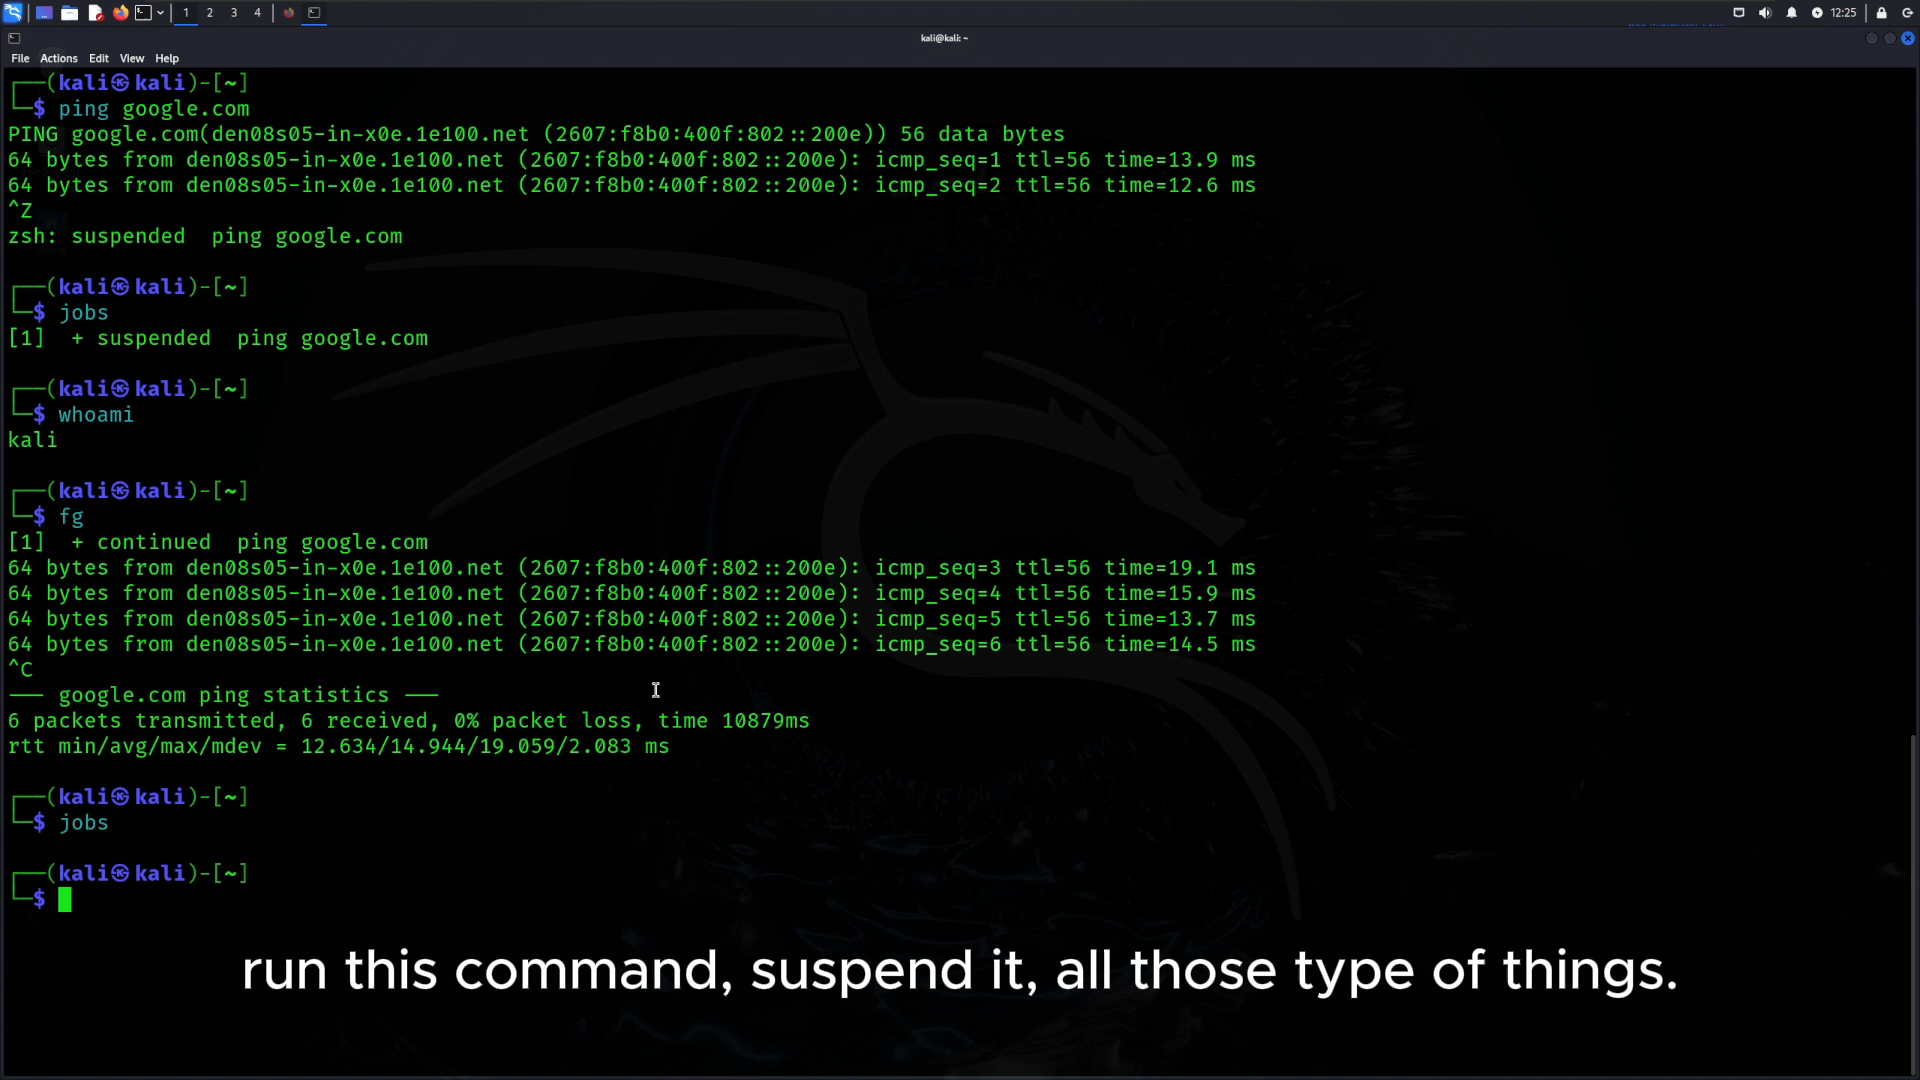 1 2 3 4
12:25
kali@kali: ~
File Actions Edit View Help
┌──(kali㉿kali)-[~]
└─$ ping google.com
PING google.com(den08s05-in-x0e.1e100.net (2607:f8b0:400f:802::200e)) 56 data bytes
64 bytes from den08s05-in-x0e.1e100.net (2607:f8b0:400f:802::200e): icmp_seq=1 ttl=56 time=13.9 ms
64 bytes from den08s05-in-x0e.1e100.net (2607:f8b0:400f:802::200e): icmp_seq=2 ttl=56 time=12.6 ms
^Z
zsh: suspended  ping google.com
┌──(kali㉿kali)-[~]
└─$ jobs
[1]  + suspended  ping google.com
┌──(kali㉿kali)-[~]
└─$ whoami
kali
┌──(kali㉿kali)-[~]
└─$ fg
[1]  + continued  ping google.com
64 bytes from den08s05-in-x0e.1e100.net (2607:f8b0:400f:802::200e): icmp_seq=3 ttl=56 time=19.1 ms
64 bytes from den08s05-in-x0e.1e100.net (2607:f8b0:400f:802::200e): icmp_seq=4 ttl=56 time=15.9 ms
64 bytes from den08s05-in-x0e.1e100.net (2607:f8b0:400f:802::200e): icmp_seq=5 ttl=56 time=13.7 ms
64 bytes from den08s05-in-x0e.1e100.net (2607:f8b0:400f:802::200e): icmp_seq=6 ttl=56 time=14.5 ms
^C
--- google.com ping statistics ---
6 packets transmitted, 6 received, 0% packet loss, time 10879ms
rtt min/avg/max/mdev = 12.634/14.944/19.059/2.083 ms
┌──(kali㉿kali)-[~]
└─$ jobs
┌──(kali㉿kali)-[~]
└─$
run this command, suspend it, all those type of things.